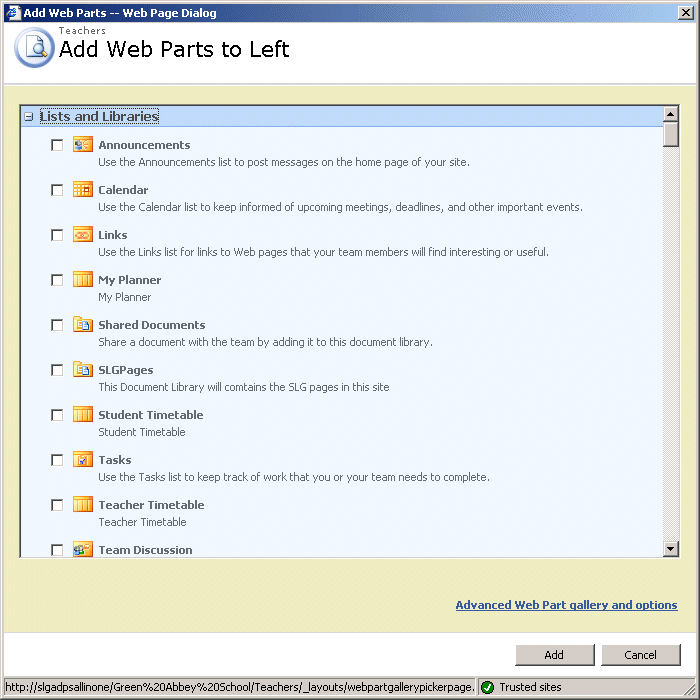 Add Web Parts -- Web Page Dialog
Teachers
Add Web Parts to Left
Lists and Libraries
Announcements
Use the Announcements list to post messages on the home page of your site.
Calendar
Use the Calendar list to keep informed of upcoming meetings, deadlines, and other important events.
Links
Use the Links list for links to Web pages that your team members will find interesting or useful.
My Planner
My Planner
Shared Documents
Share a document with the team by adding it to this document library.
SLGPages
This Document Library will comtains the SLG pages in this site
Student Timetable
Student Timetable
Tasks
Use the Tasks list to keep track of work that you or your team needs to complete.
Teacher Timetable
Teacher Timetable
Team Discussion
Advanced Web Part gallery and options
Add Cancel
http://slgadpsallinone/Green%20Abbey%20School/Teachers/_layouts/webpartgallerypickerpage. Trusted sites